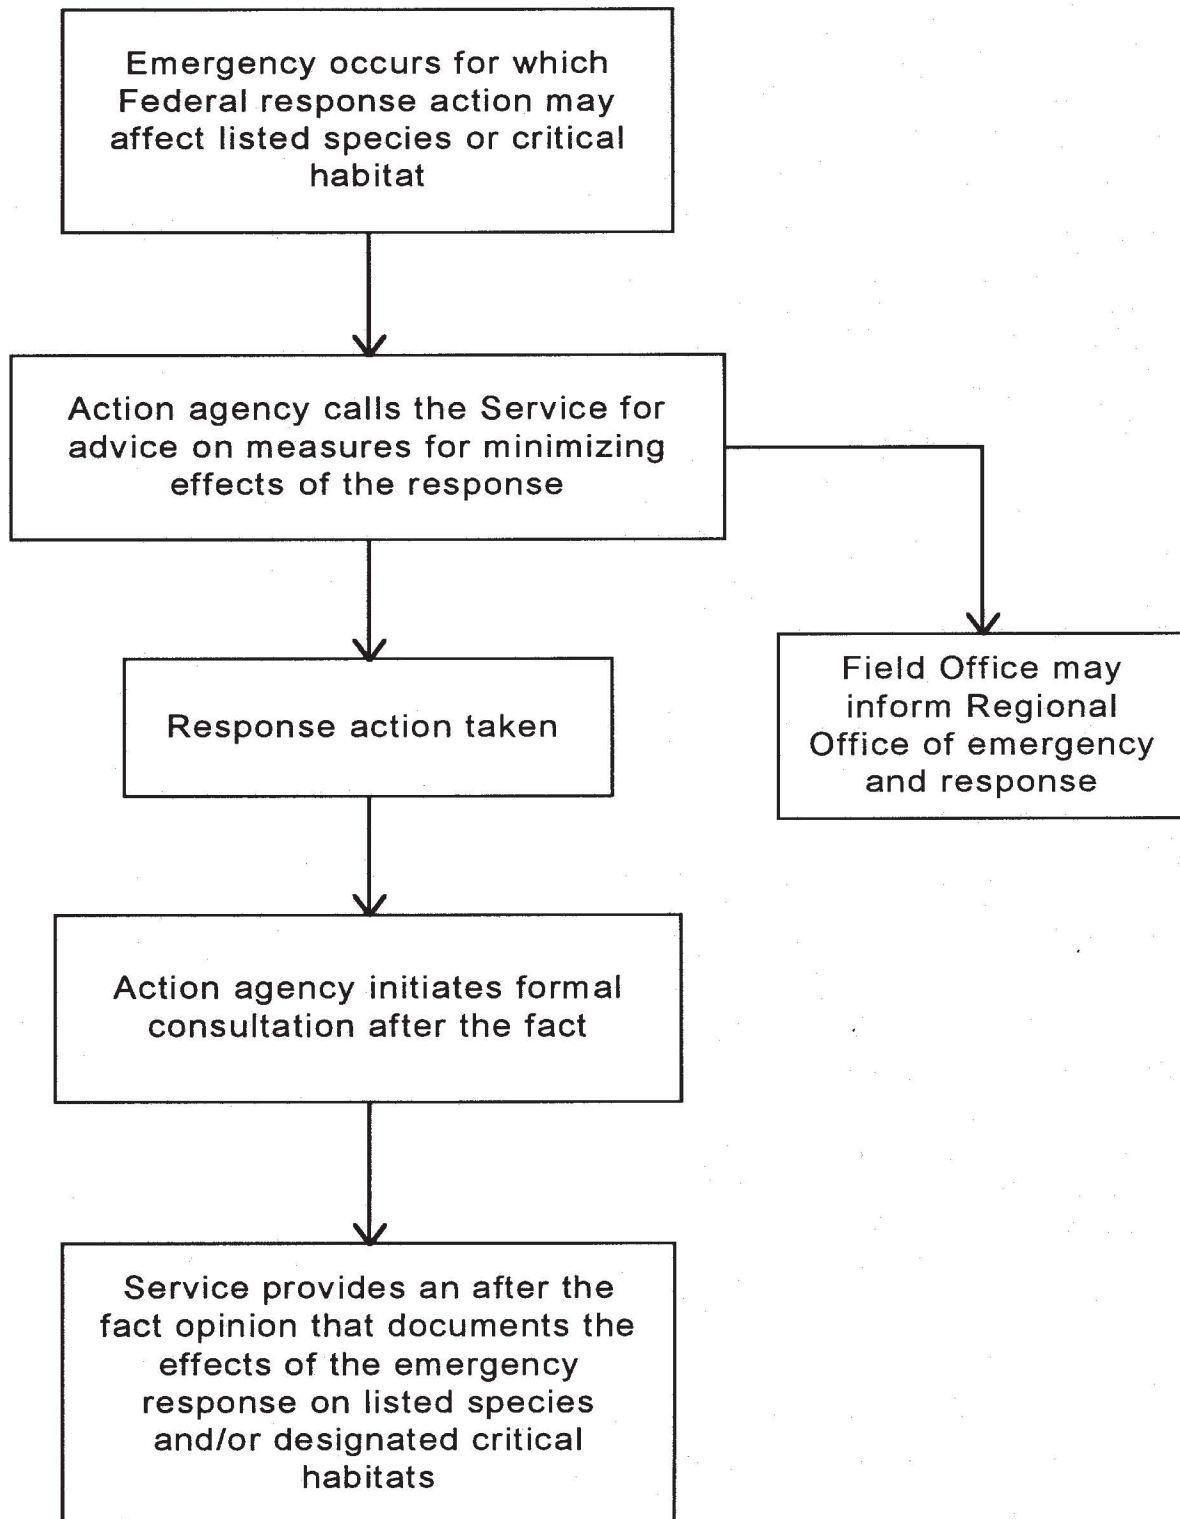 Emergency occurs for which
Federal response action may
affect listed species or critical
habitat
Action agency calls the Service for
advice on measures for minimizing
effects of the response
Response action taken
Field Office may
inform Regional
Office of emergency
and response
Action agency initiates formal
consultation after the fact
Service provides an after the
fact opinion that documents the
effects of the emergency
response on listed species
and/or designated critical
habitats